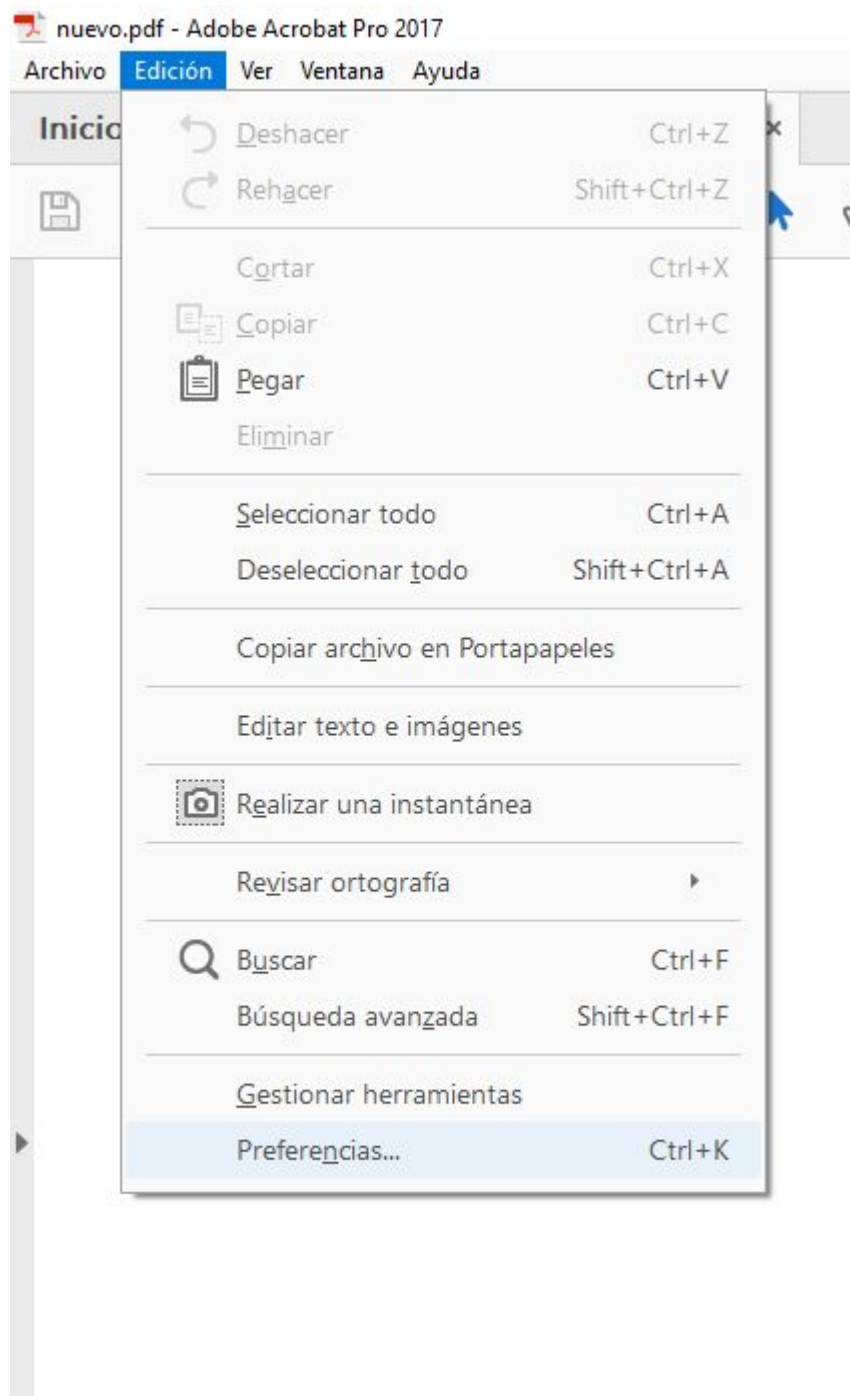 nuevo.pdf - Adobe Acrobat Pro 2017
Archivo Edición Ver Ventana Ayuda
Inicio
Deshacer Ctrl+Z
Rehacer Shift+Ctrl+Z
Cortar Ctrl+X
Copiar Ctrl+C
Pegar Ctrl+V
Eliminar
Seleccionar todo Ctrl+A
Deseleccionar todo Shift+Ctrl+A
Copiar archivo en Portapapeles
Editar texto e imágenes
Realizar una instantánea
Revisar ortografía
Buscar Ctrl+F
Búsqueda avanzada Shift+Ctrl+F
Gestionar herramientas
Preferencias... Ctrl+K